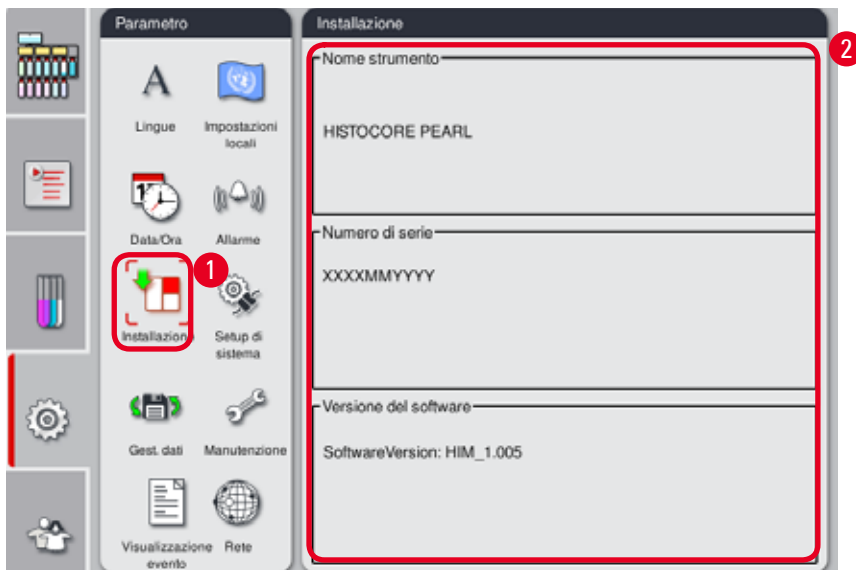 Parametro
Installazione
A
Lingue
Impostazioni
locali
Data/Ora
Allarme
1
Installazione
Setup di
sistema
Gest. dati
Manutenzione
Visualizzazione
evento
Rete
2
Nome strumento
HISTOCORE PEARL
Numero di serie
XXXXMMYYYY
Versione del software
SoftwareVersion: HIM_1.005